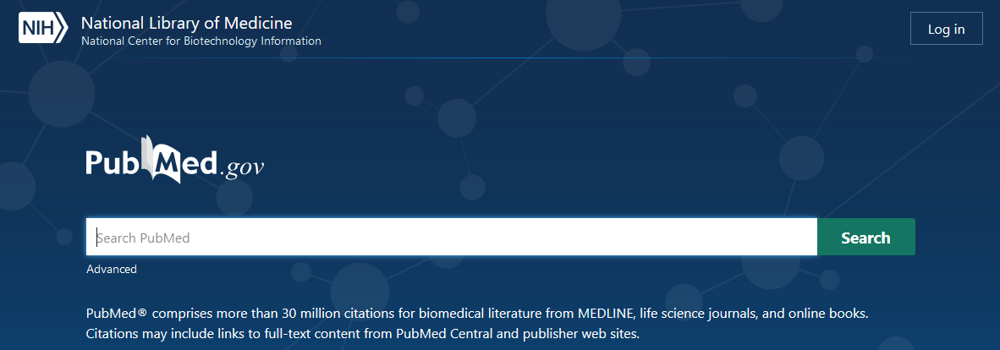 NIH
National Library of Medicine
National Center for Biotechnology Information
Log in
PubMed.gov
Search PubMed
Search
Advanced
PubMed® comprises more than 30 million citations for biomedical literature from MEDLINE, life science journals, and online books.
Citations may include links to full-text content from PubMed Central and publisher web sites.